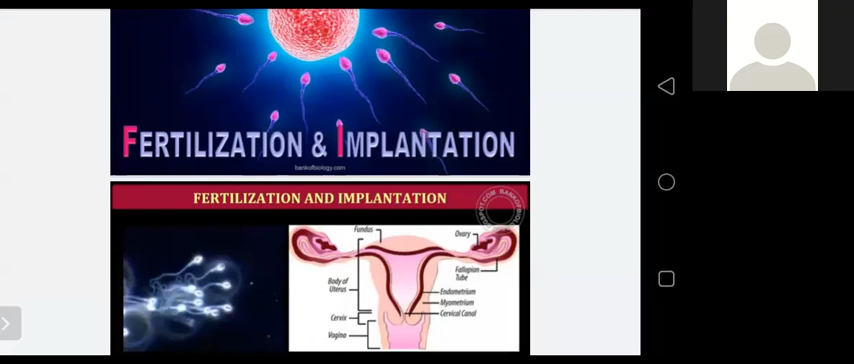 FERTILIZATION & IMPLANTATION
bankofbiology.com
FERTILIZATION AND IMPLANTATION
Fundus
Ovary
Fallopian
Tube
Body of
Uterus
Endometrium
Myometrium
Cervical Canal
Cervix
Vagina